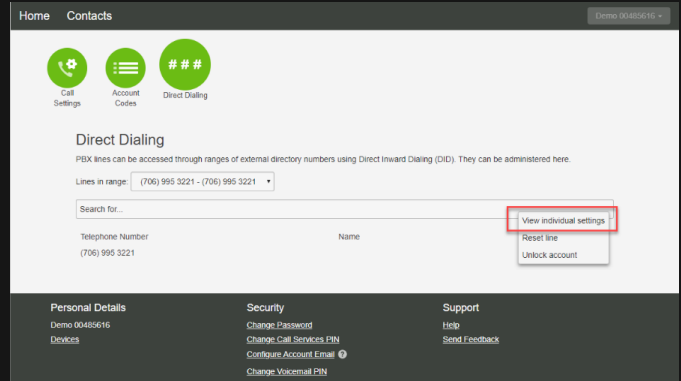 Home Contacts Demo 00485616
###
Call Settings
Account Codes
Direct Dialing
Direct Dialing
PBX lines can be accessed through ranges of external directory numbers using Direct Inward Dialing (DID). They can be administered here.
Lines in range: (706) 995 3221 - (706) 995 3221
Search for...
View individual settings
Telephone Number Name Reset line
(706) 995 3221 Unlock account
Personal Details Security Support
Demo 00485616 Change Password Help
Devices Change Call Services PIN Send Feedback
Configure Account Email ?
Change Voicemail PIN